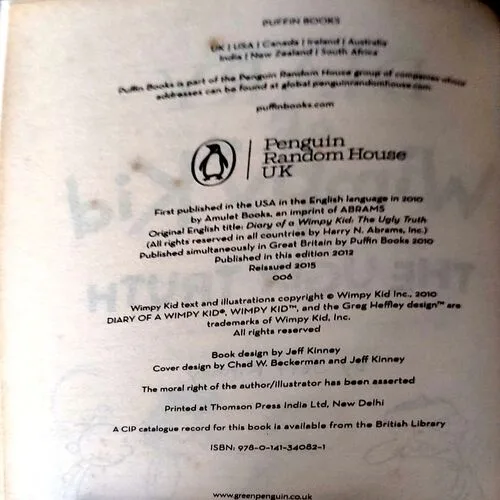 PUFFIN BOOKS
UK | USA | Canada | Ireland | Australia
India | New Zealand | South Africa
Puffin Books is part of the Penguin Random House group of companies whose
addresses can be found at global.penguinrandomhouse.com
puffinbooks.com
Penguin
Random House
UK
First published in the USA in the English language in 2010
by Amulet Books, an imprint of ABRAMS
Original English title: Diary of a Wimpy Kid: The Ugly Truth
(All rights reserved in all countries by Harry N. Abrams, Inc.)
Published simultaneously in Great Britain by Puffin Books 2010
Published in this edition 2012
Reissued 2015
006
Wimpy Kid text and illustrations copyright © Wimpy Kid Inc., 2010
DIARY OF A WIMPY KID®, WIMPY KID™, and the Greg Heffley design™ are
trademarks of Wimpy Kid, Inc.
All rights reserved
Book design by Jeff Kinney
Cover design by Chad W. Beckerman and Jeff Kinney
The moral right of the author/illustrator has been asserted
Printed at Thomson Press India Ltd, New Delhi
A CIP catalogue record for this book is available from the British Library
ISBN: 978-0-141-34082-1
www.greenpenguin.co.uk